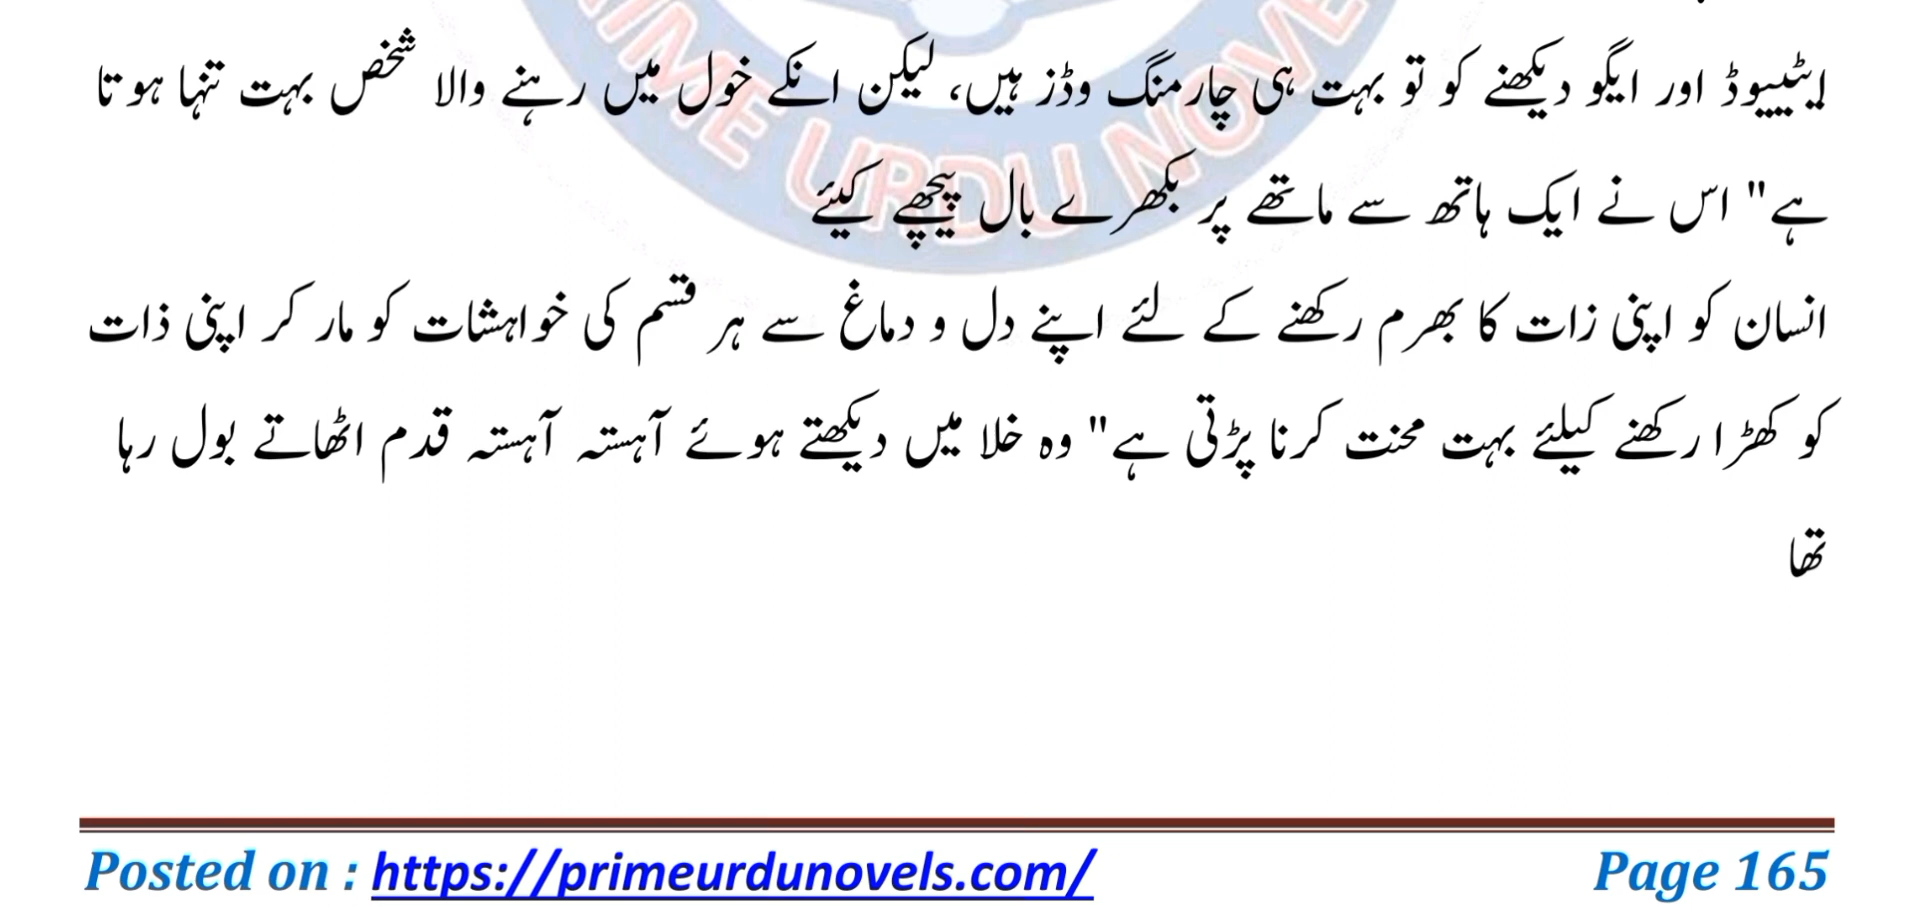 ایٹییوڈ اور ایگو دیکھنے کو تو بہت ہی چارمنگ وڈز ہیں، لیکن انکے خول میں رہنے والا شخص بہت تنہا ہوتا
ہے" اس نے ایک ہاتھ سے ماتھے پر بکھرے بال پیچھے کیئے
انسان کو اپنی زات کا بھرم رکھنے کے لئے اپنے دل و دماغ سے ہر قسم کی خواہشات کو مار کر اپنی ذات
کو کھڑا رکھنے کیلئے بہت محنت کرنا پڑتی ہے" وہ خلا میں دیکھتے ہوئے آہستہ آہستہ قدم اٹھاتے بول رہا
تھا
PRIME URDU NOVE
Posted on : https://primeurdunovels.com/ Page 165